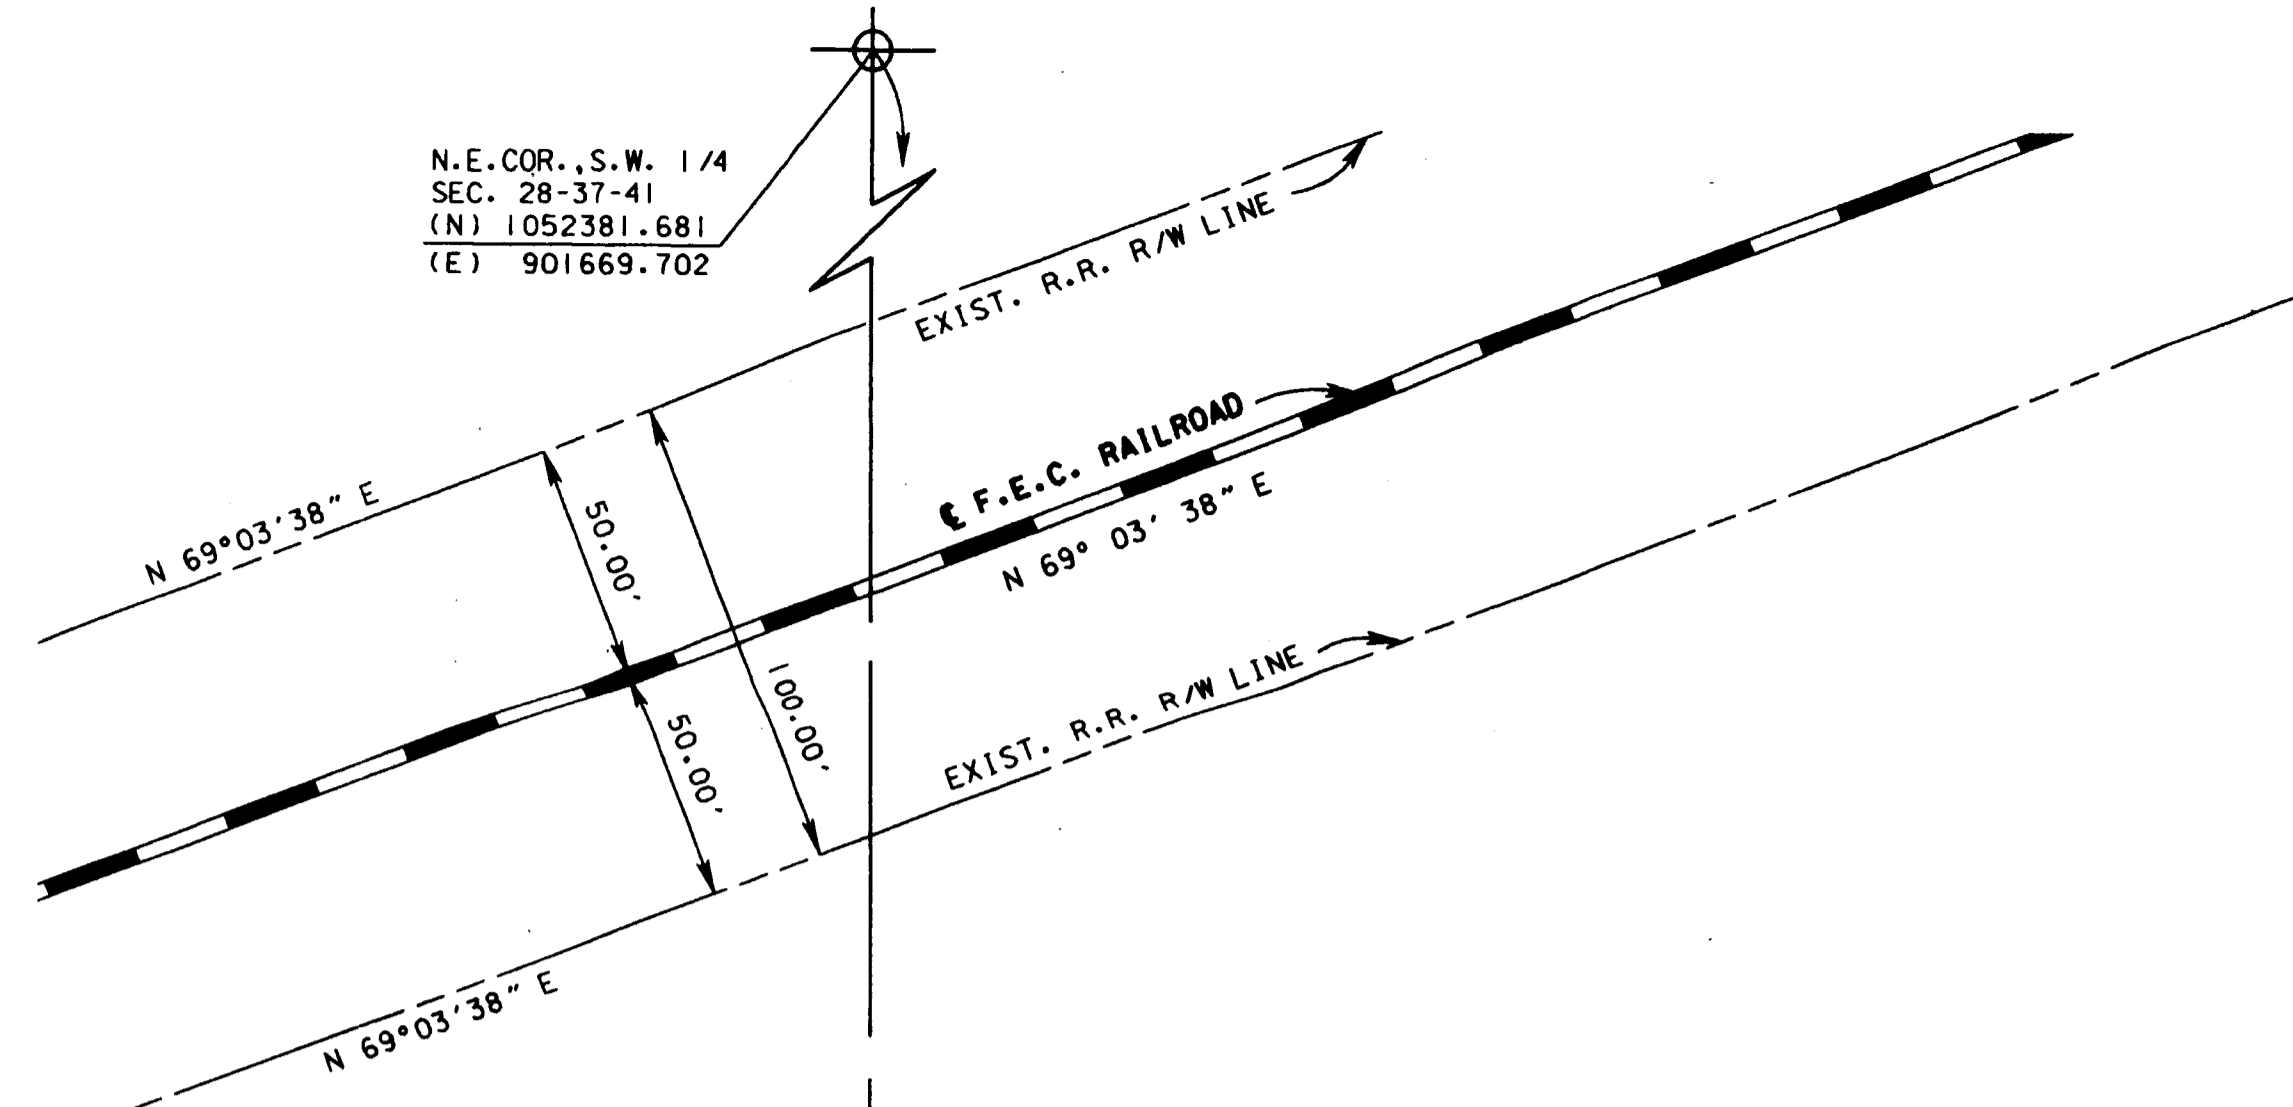 N.E.COR.,S.W. 1/4
SEC. 28-37-41
(N) 1052381.681
(E) 901669.702
EXIST. R.R. R/W LINE
N 69°03'38" E
50.00'
℄ F.E.C. RAILROAD
N 69° 03' 38" E
100.00'
50.00'
EXIST. R.R. R/W LINE
N 69°03'38" E